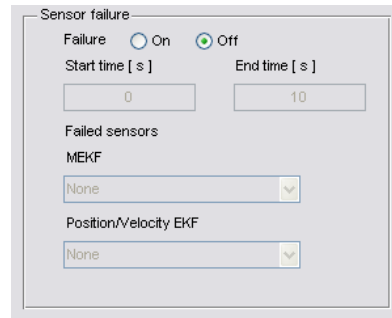 Sensor failure
Failure On Off
Start time [ s ] End time [ s ]
0 10
Failed sensors
MEKF
None
Position/Velocity EKF
None